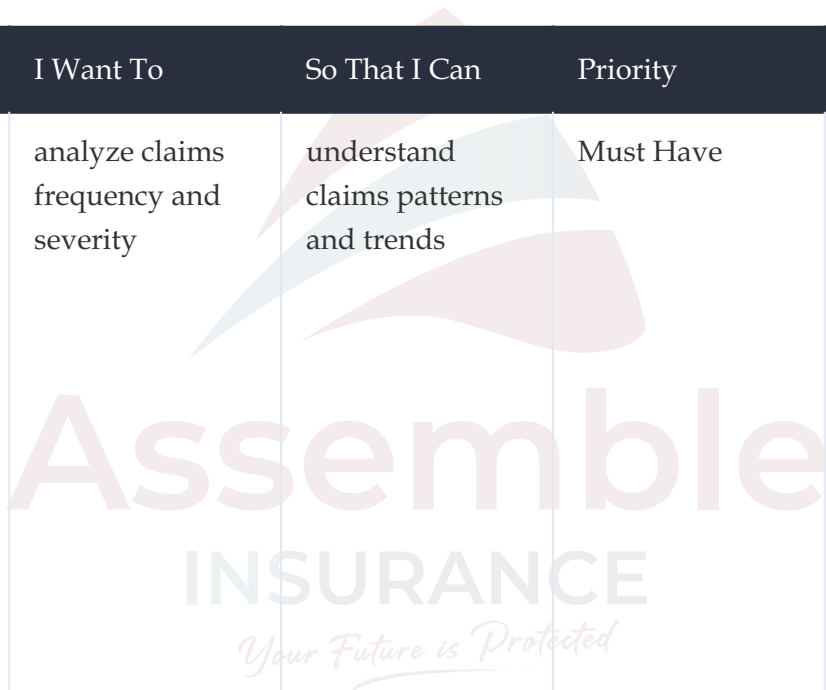 I Want To So That I Can Priority
analyze claims understand Must Have
frequency and claims patterns
severity and trends
Assemble
INSURANCE
Your Future is Protected